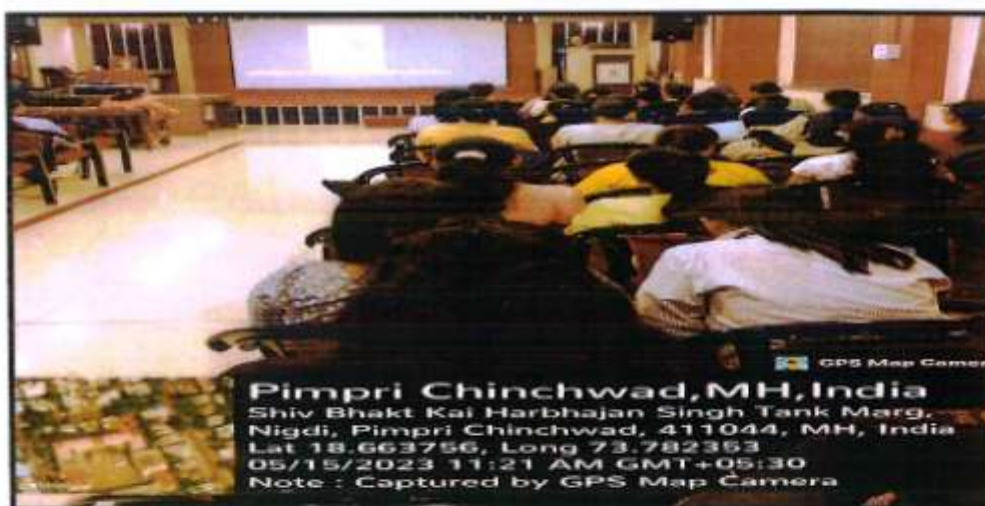 GPS Map Camera
Pimpri Chinchwad,MH,India
Shiv Bhakt Kai Harbhajan Singh Tank Marg,
Nigdi, Pimpri Chinchwad, 411044, MH, India
Lat 18.663756, Long 73.782353
05/15/2023 11:21 AM GMT+05:30
Note : Captured by GPS Map Camera